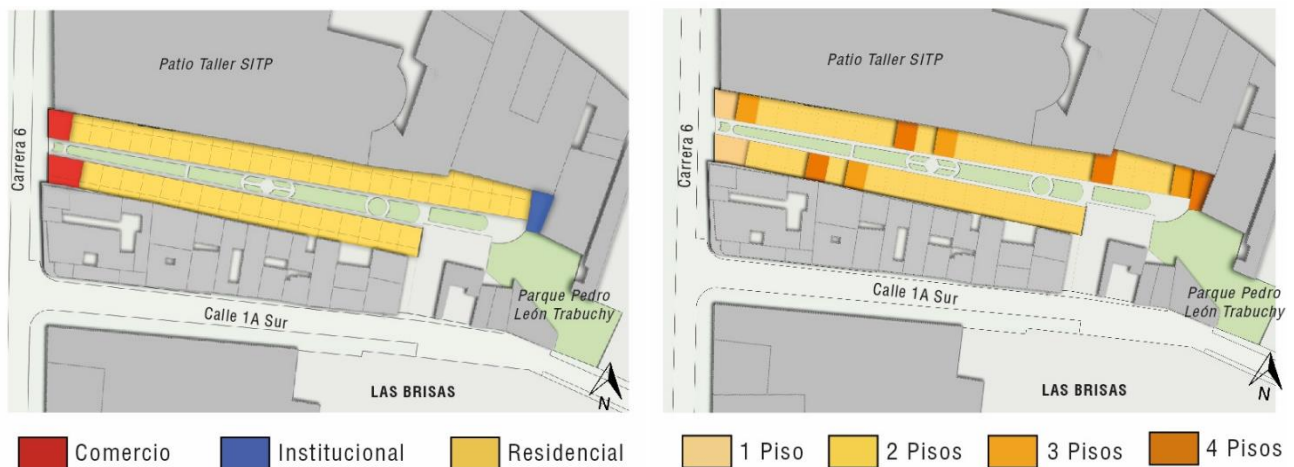 Patio Taller SITP
Carrera 6
Calle 1A Sur
Parque Pedro
León Trabuchy
LAS BRISAS
N
Comercio
Institucional
Residencial
Patio Taller SITP
Carrera 6
Calle 1A Sur
Parque Pedro
León Trabuchy
LAS BRISAS
N
1 Piso
2 Pisos
3 Pisos
4 Pisos